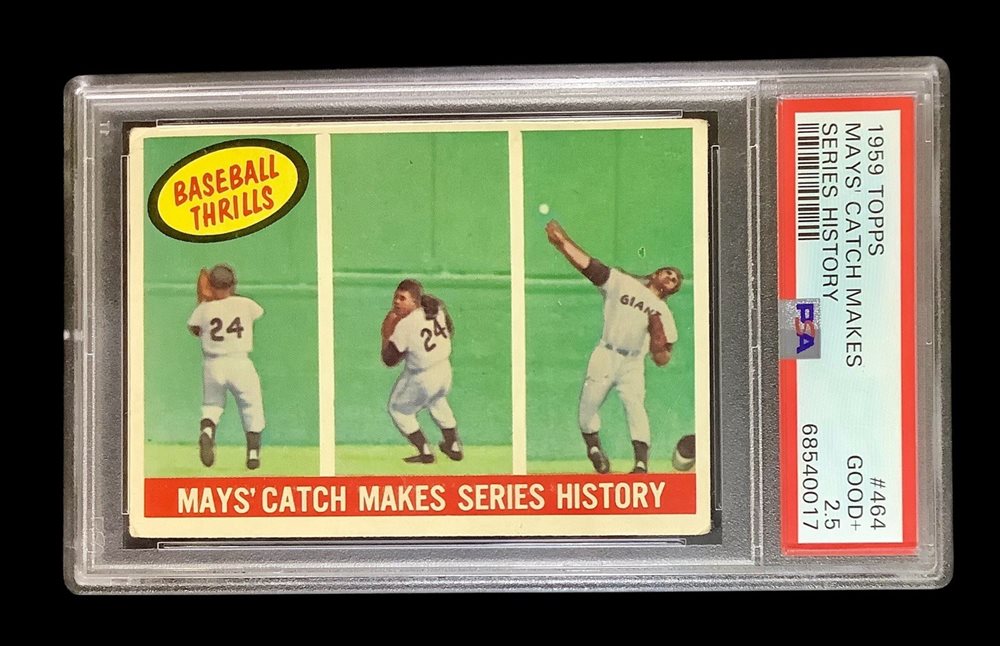 BASEBALL
THRILLS
24
24
GIANT
MAYS' CATCH MAKES SERIES HISTORY
1959 TOPPS #464
MAYS' CATCH MAKES GOOD+
SERIES HISTORY 2.5
PSA 68540017